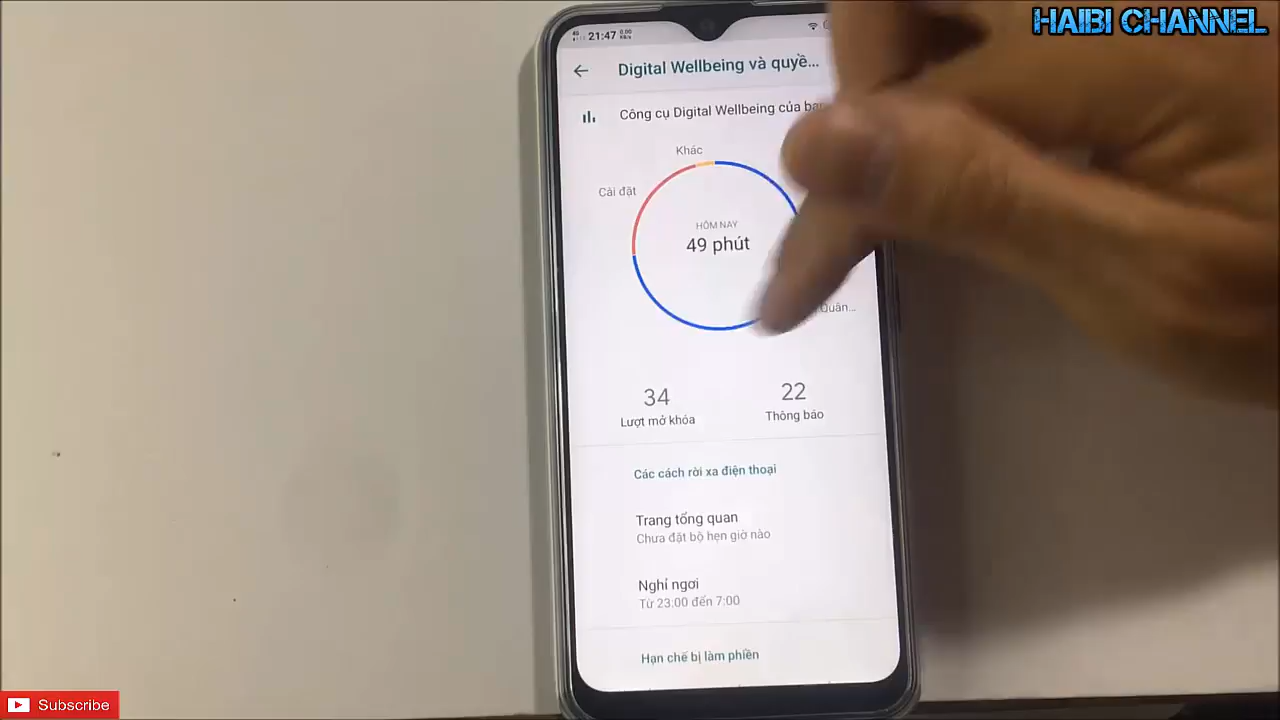 HAIBI CHANNEL
21:47
Digital Wellbeing và quyề...
Công cụ Digital Wellbeing của
Khác
Cài đặt
HÔM NAY
49 phút
Quân...
34
22
Lượt mở khóa
Thông báo
Các cách rời xa điện thoại
Trang tổng quan
Chưa đặt bộ hẹn giờ nào
Nghỉ ngơi
Từ 23:00 đến 7:00
Hạn chế bị làm phiền
Subscribe